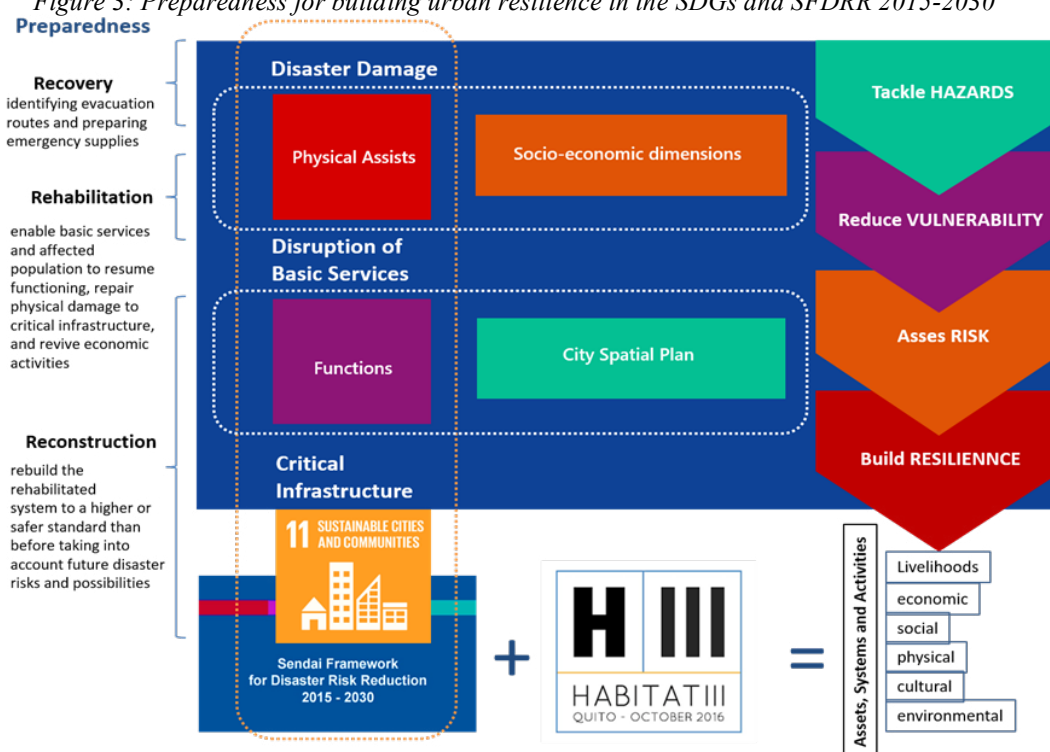 Figure 3: Preparedness for building urban resilience in the SDGs and SFDRR 2015-2030
Preparedness
Recovery
identifying evacuation
routes and preparing
emergency supplies
Rehabilitation
enable basic services
and affected
population to resume
functioning, repair
physical damage to
critical infrastructure,
and revive economic
activities
Reconstruction
rebuild the
rehabilitated
system to a higher or
safer standard than
before taking into
account future disaster
risks and possibilities
Disaster Damage
Physical Assists
Socio-economic dimensions
Disruption of
Basic Services
Functions
City Spatial Plan
Critical
Infrastructure
11 SUSTAINABLE CITIES
AND COMMUNITIES
Sendai Framework
for Disaster Risk Reduction
2015 - 2030
+
H III
HABITAT III
QUITO - OCTOBER 2016
=
Tackle HAZARDS
Reduce VULNERABILITY
Asses RISK
Build RESILIENNCE
Assets, Systems and Activities
Livelihoods
economic
social
physical
cultural
environmental